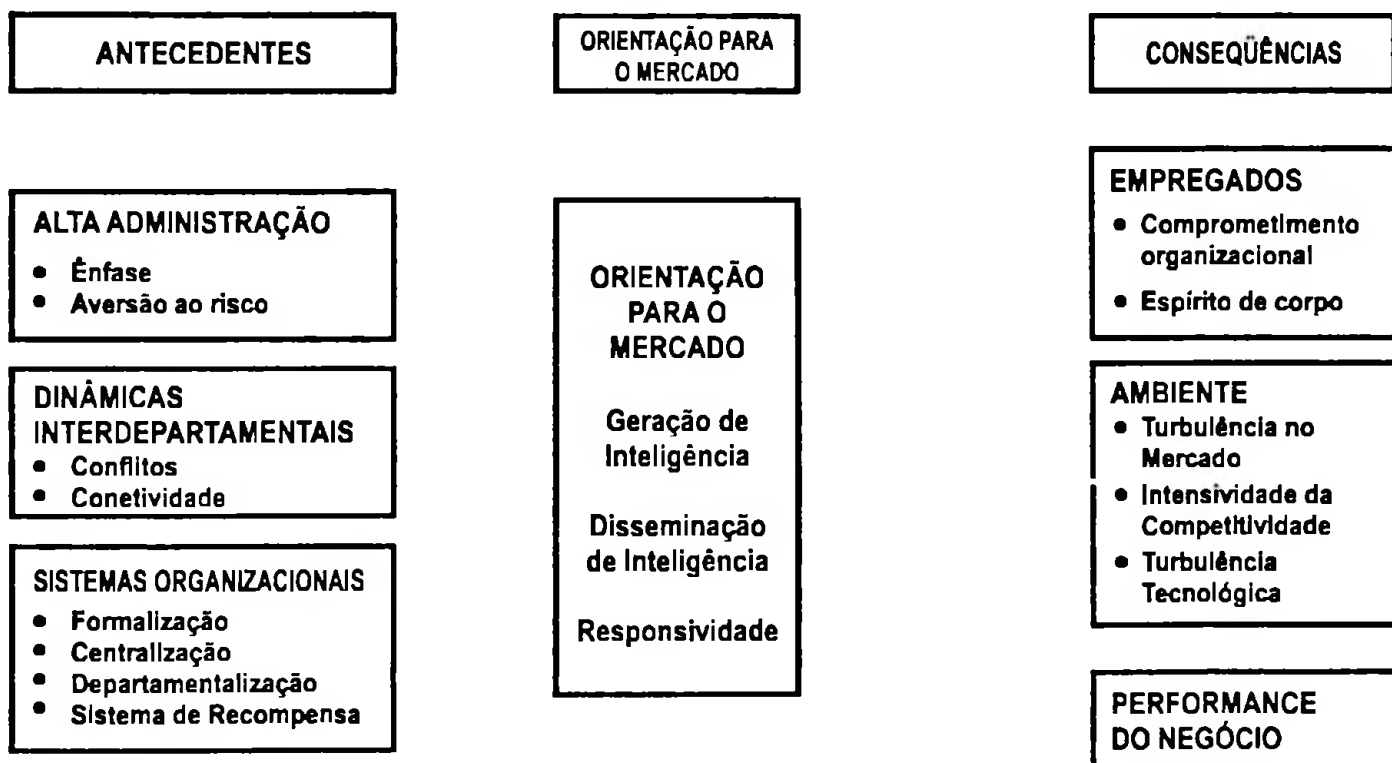 ANTECEDENTES
ORIENTAÇÃO PARA
O MERCADO
CONSEQÜÊNCIAS
ALTA ADMINISTRAÇÃO
• Ênfase
• Aversão ao risco
DINÂMICAS
INTERDEPARTAMENTAIS
• Conflitos
• Conetividade
SISTEMAS ORGANIZACIONAIS
• Formalização
• Centralização
• Departamentalização
• Sistema de Recompensa
ORIENTAÇÃO
PARA O
MERCADO
Geração de
Inteligência
Disseminação
de Inteligência
Responsividade
EMPREGADOS
• Comprometimento
organizacional
• Espírito de corpo
AMBIENTE
• Turbulência no
Mercado
• Intensividade da
Competitividade
• Turbulência
Tecnológica
PERFORMANCE
DO NEGÓCIO